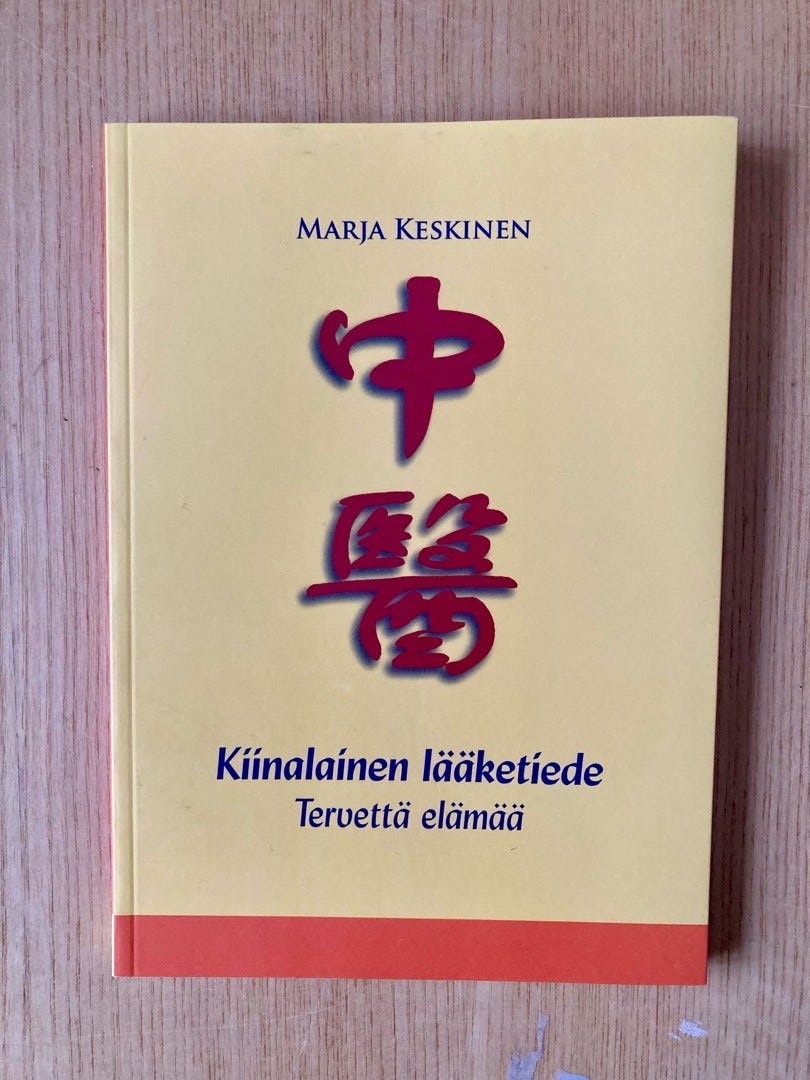 MARJA KESKINEN
中
醫
Kiinalainen lääketiede
Tervettä elämää